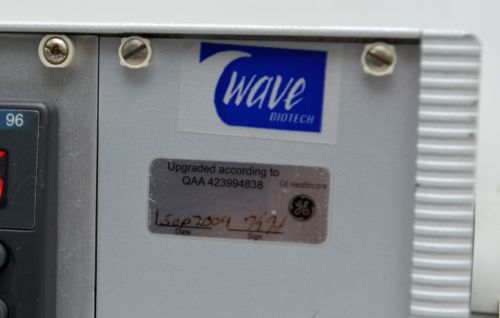 96
wave
BIOTECH
Upgraded according to
QAA 423994838
GE Healthcare
1 Sep 2009
Date
Sign